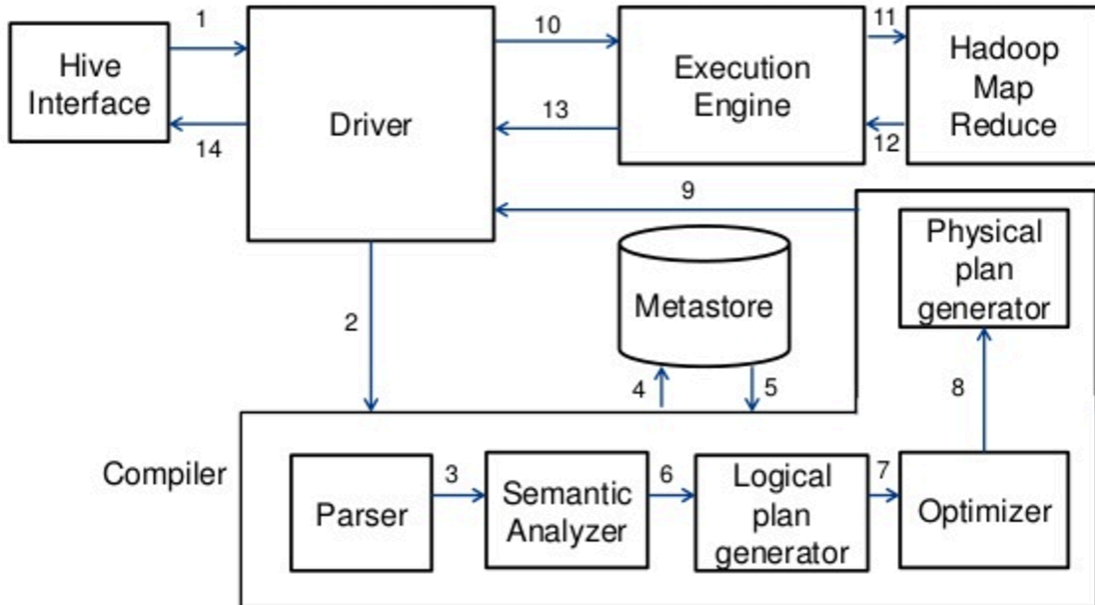 1
Hive
Interface
14
Driver
10
13
Execution
Engine
11
12
Hadoop
Map
Reduce
9
2
Metastore
4
5
Physical
plan
generator
8
Compiler
Parser
3
Semantic
Analyzer
6
Logical
plan
generator
7
Optimizer